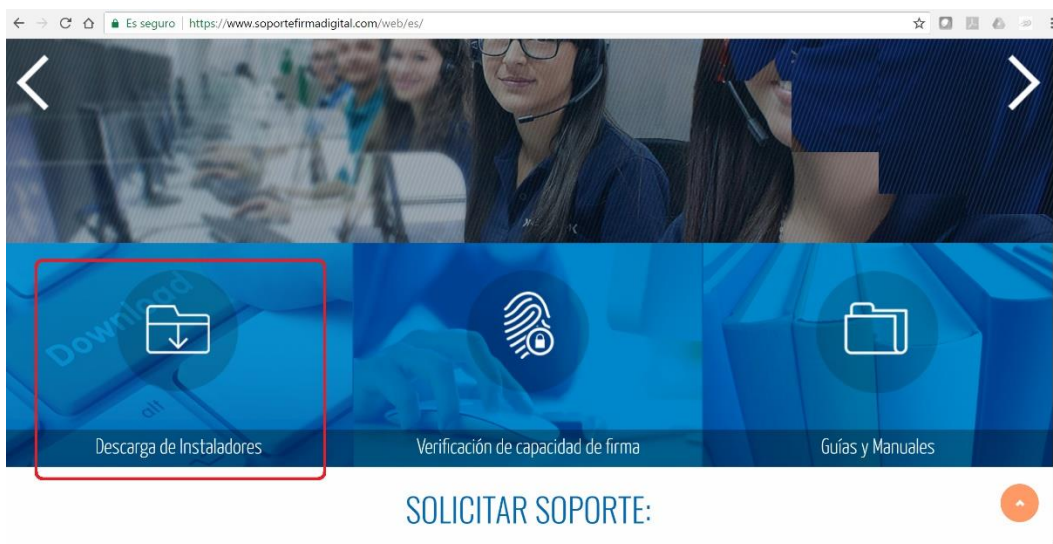 Es seguro | https://www.soportefirmadigital.com/web/es/
Download
alt
Descarga de Instaladores
Verificación de capacidad de firma
Guías y Manuales
SOLICITAR SOPORTE: